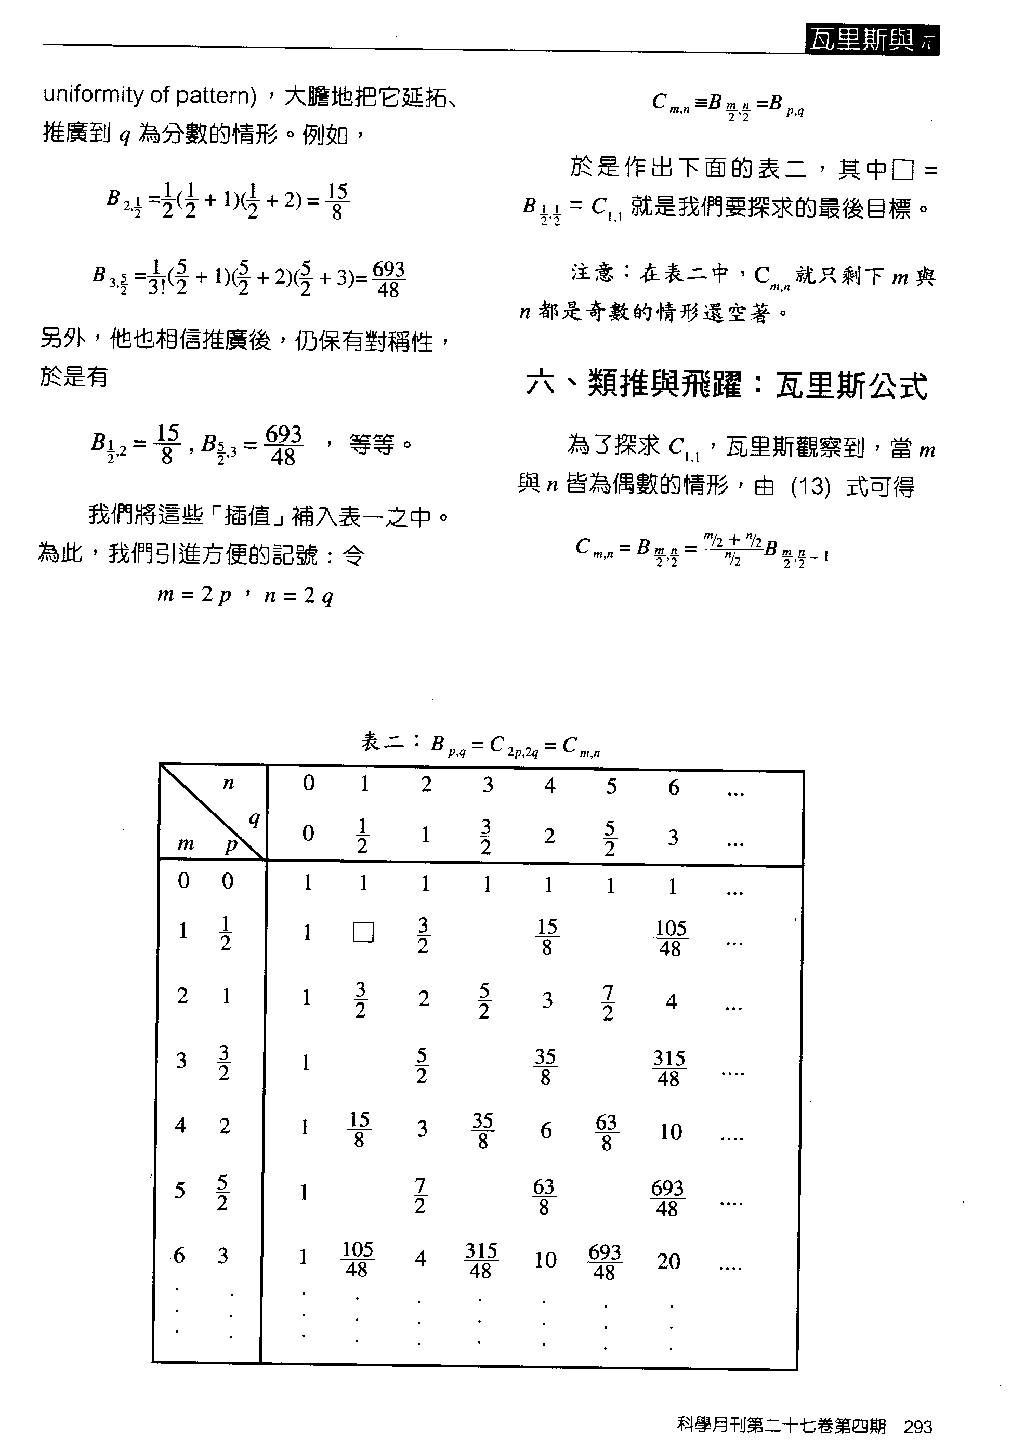 瓦里斯與π
uniformity of pattern)，大膽地把它延拓、
推廣到 q 為分數的情形。例如，
B_{2,\frac{1}{2}} = \frac{1}{2}(\frac{1}{2} + 1)(\frac{1}{2} + 2) = \frac{15}{8}
B_{3,\frac{5}{2}} = \frac{1}{3!}(\frac{5}{2} + 1)(\frac{5}{2} + 2)(\frac{5}{2} + 3) = \frac{693}{48}
另外，他也相信推廣後，仍保有對稱性，
於是有
B_{\frac{1}{2},2} = \frac{15}{8} , B_{\frac{5}{2},3} = \frac{693}{48} ， 等等。
我們將這些「插值」補入表一之中。
為此，我們引進方便的記號：令
m = 2 p ， n = 2 q
C_{m,n} ≡ B_{\frac{m}{2},\frac{n}{2}} = B_{p,q}
於是作出下面的表二，其中□ =
B_{\frac{1}{2},\frac{1}{2}} = C_{1,1} 就是我們要探求的最後目標。
注意：在表二中，C_{m,n} 就只剩下 m 與
n 都是奇數的情形還空著。
六、類推與飛躍：瓦里斯公式
為了探求 C_{1,1}，瓦里斯觀察到，當 m
與 n 皆為偶數的情形，由 (13) 式可得
C_{m,n} = B_{\frac{m}{2},\frac{n}{2}} = \frac{m/2 + n/2}{n/2} B_{\frac{m}{2},\frac{n}{2}-1}
表二：B_{p,q} = C_{2p,2q} = C_{m,n}
n 0 1 2 3 4 5 6 ...
q 0 \frac{1}{2} 1 \frac{3}{2} 2 \frac{5}{2} 3 ...
m p
0 0 1 1 1 1 1 1 1 ...
1 \frac{1}{2} 1 □ \frac{3}{2} \frac{15}{8} \frac{105}{48} ...
2 1 1 \frac{3}{2} 2 \frac{5}{2} 3 \frac{7}{2} 4 ...
3 \frac{3}{2} 1 \frac{5}{2} \frac{35}{8} \frac{315}{48} ....
4 2 1 \frac{15}{8} 3 \frac{35}{8} 6 \frac{63}{8} 10 ....
5 \frac{5}{2} 1 \frac{7}{2} \frac{63}{8} \frac{693}{48} ....
6 3 1 \frac{105}{48} 4 \frac{315}{48} 10 \frac{693}{48} 20 ....
. . . . . . . . .
. . . . . . . . .
. . . . . . . . .
科學月刊第二十七卷第四期 293